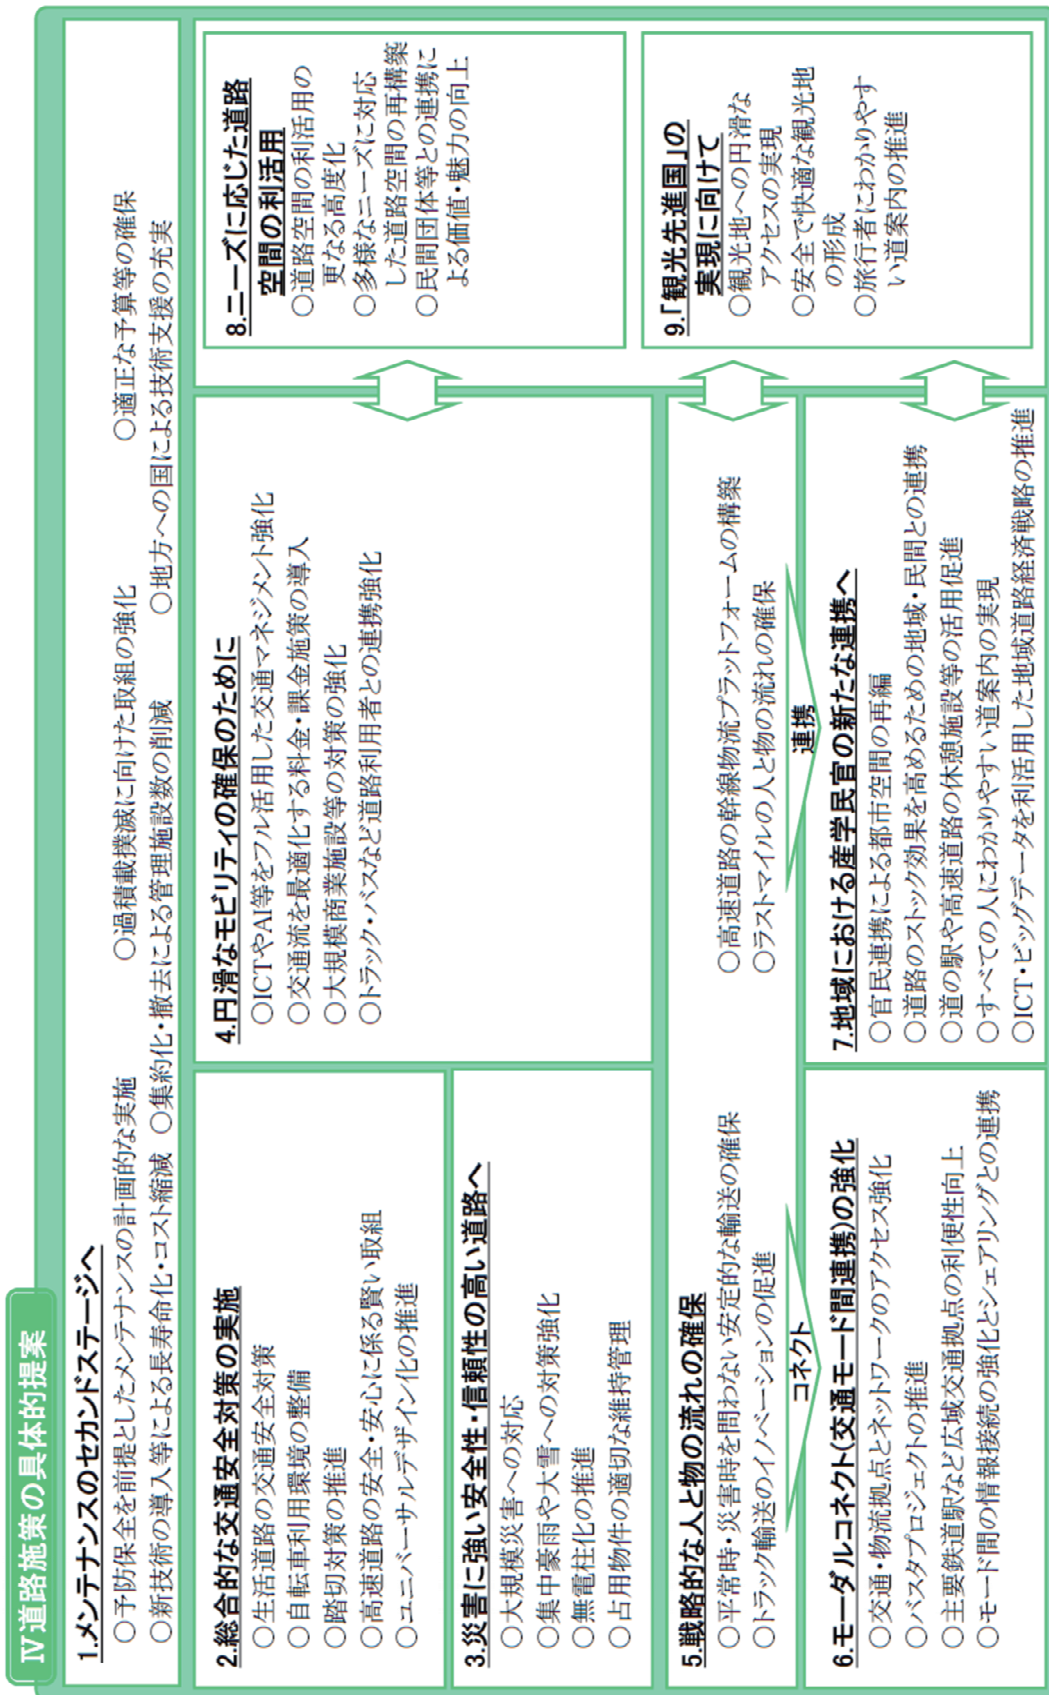 Ⅳ道路施策の具体的提案
1.メンテナンスのセカンドステージへ
○予防保全を前提としたメンテナンスの計画的な実施
○過積載撲滅に向けた取組の強化
○適正な予算等の確保
○新技術の導入等による長寿命化・コスト縮減
○集約化・撤去による管理施設数の削減
○地方への国による技術支援の充実
2.総合的な交通安全対策の実施
○生活道路の交通安全対策
○自転車利用環境の整備
○踏切対策の推進
○高速道路の安全・安心に係る賢い取組
○ユニバーサルデザイン化の推進
3.災害に強い安全性・信頼性の高い道路へ
○大規模災害への対応
○集中豪雨や大雪への対策強化
○無電柱化の推進
○占用物件の適切な維持管理
4.円滑なモビリティの確保のために
○ICTやAI等をフル活用した交通マネジメント強化
○交通流を最適化する料金・課金施策の導入
○大規模商業施設等の対策の強化
○トラック・バスなど道路利用者との連携強化
5.戦略的な人と物の流れの確保
○平常時・災害時を問わない安定的な輸送の確保
○トラック輸送のイノベーションの促進
○高速道路の幹線物流プラットフォームの構築
○ラストマイルの人と物の流れの確保
コネクト
連携
6.モーダルコネクト(交通モード間連携)の強化
○交通・物流拠点とネットワークのアクセス強化
○バスタプロジェクトの推進
○主要鉄道駅など広域交通拠点の利便性向上
○モード間の情報接続の強化とシェアリングとの連携
7.地域における産学民官の新たな連携へ
○官民連携による都市空間の再編
○道路のストック効果を高めるための地域・民間との連携
○道の駅や高速道路の休憩施設等の活用促進
○すべての人にわかりやすい道案内の実現
○ICT・ビッグデータを利活用した地域道路経済戦略の推進
8.ニーズに応じた道路
空間の利活用
○道路空間の利活用の
更なる高度化
○多様なニーズに対応
した道路空間の再構築
○民間団体等との連携に
よる価値・魅力の向上
9.「観光先進国」の
実現に向けて
○観光地への円滑な
アクセスの実現
○安全で快適な観光地
の形成
○旅行者にわかりやす
い道案内の推進